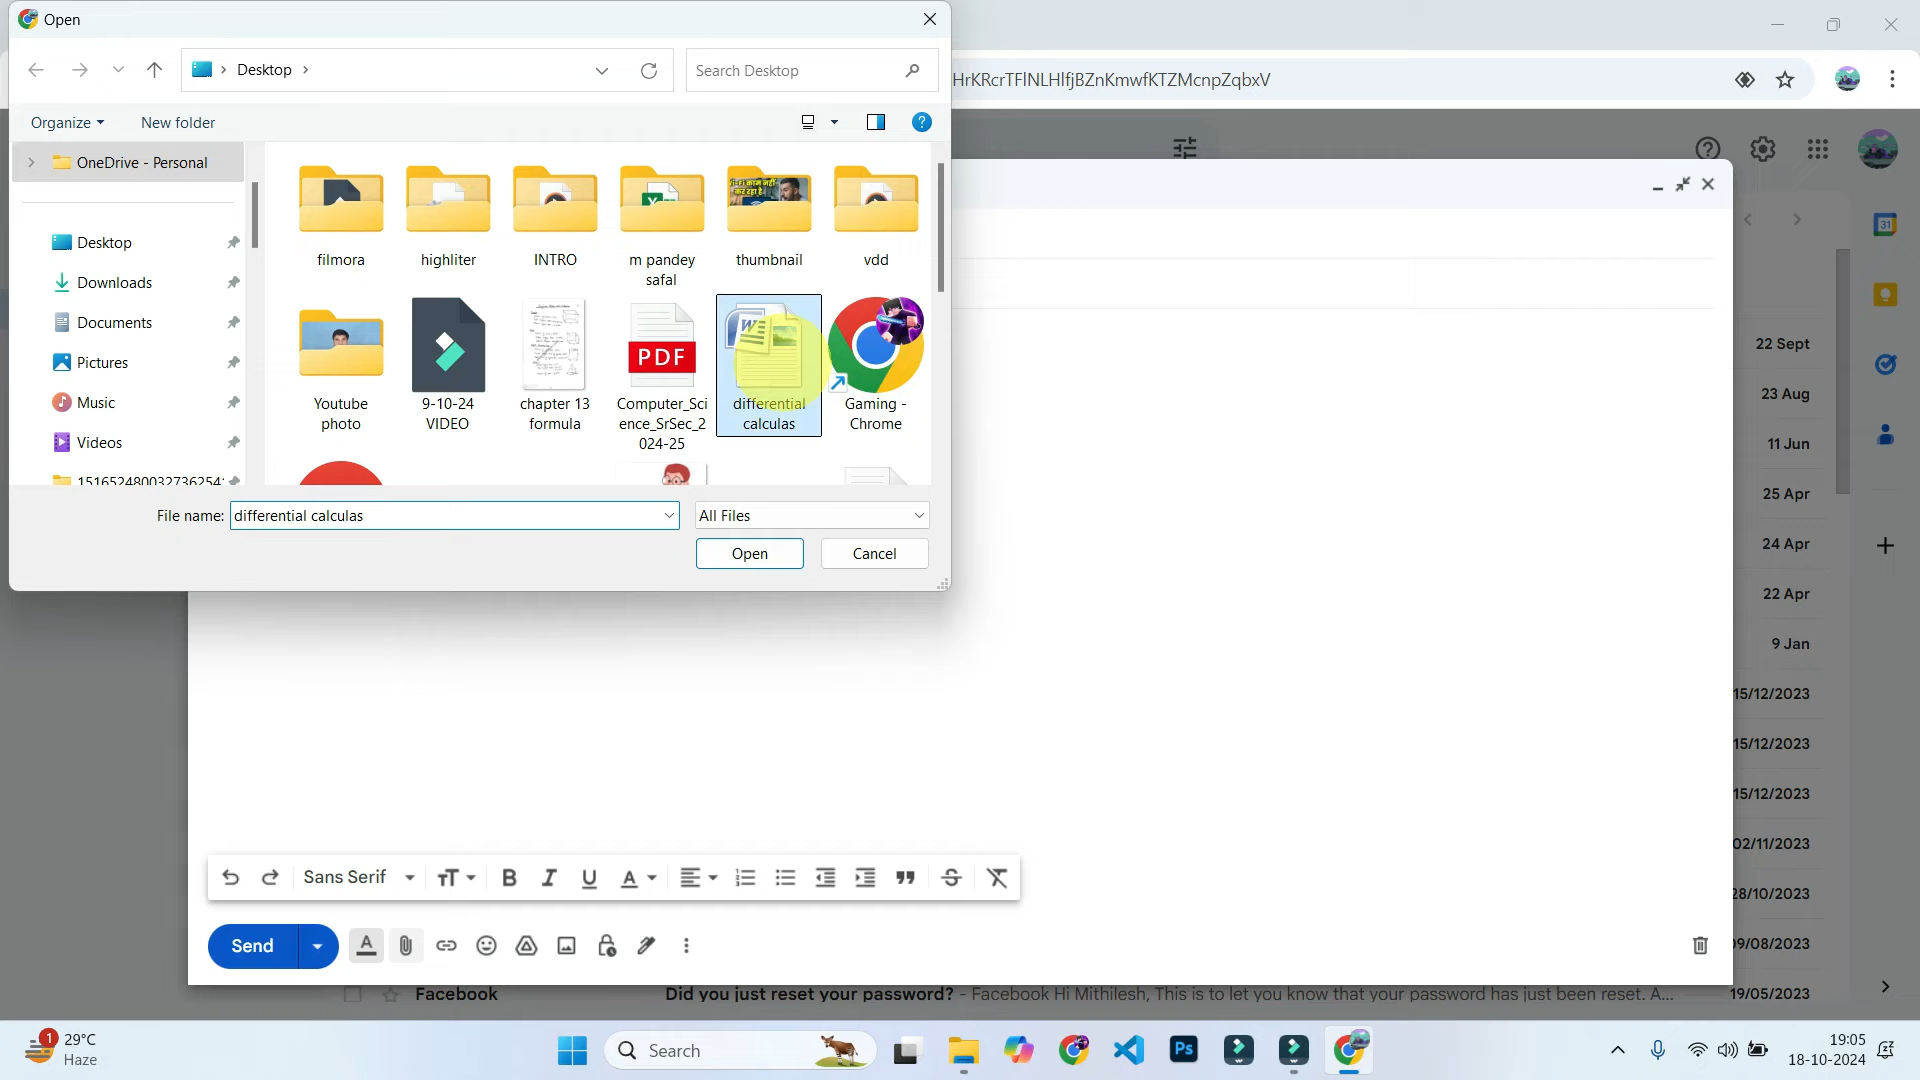 Open
Desktop
Search Desktop
HrKRcrTFlNLHlfjBZnKmwfKTZMcnpZqbxV
Organize
New folder
OneDrive - Personal
Desktop
Downloads
Documents
Pictures
Music
Videos
filmora
highliter
INTRO
m pandey
safal
thumbnail
vdd
Youtube
photo
9-10-24
VIDEO
chapter 13
formula
PDF
Computer_Sci
ence_SrSec_2
024-25
differential
calculas
Gaming -
Chrome
File name:
differential calculas
All Files
Open
Cancel
31
22 Sept
23 Aug
11 Jun
25 Apr
24 Apr
22 Apr
9 Jan
15/12/2023
15/12/2023
15/12/2023
02/11/2023
28/10/2023
09/08/2023
19/05/2023
Sans Serif
Send
Facebook
Did you just reset your password? - Facebook Hi Mithilesh, This is to let you know that your password has just been reset. A...
1
29°C
Haze
Search
Ps
19:05
18-10-2024